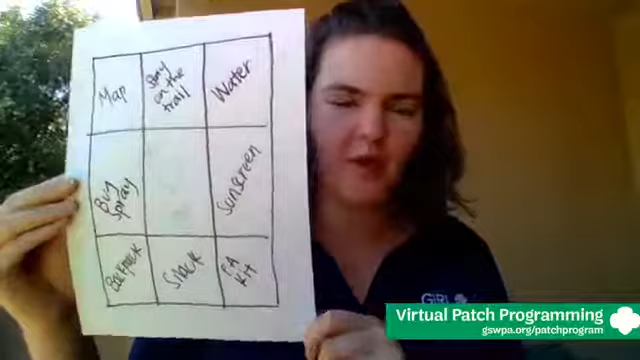 Map
Stay
on the
trail
Water
Bug
Spray
Sunscreen
Backpack
Snack
FA
Kit
GIRL
Virtual Patch Programming
gswpa.org/patchprogram